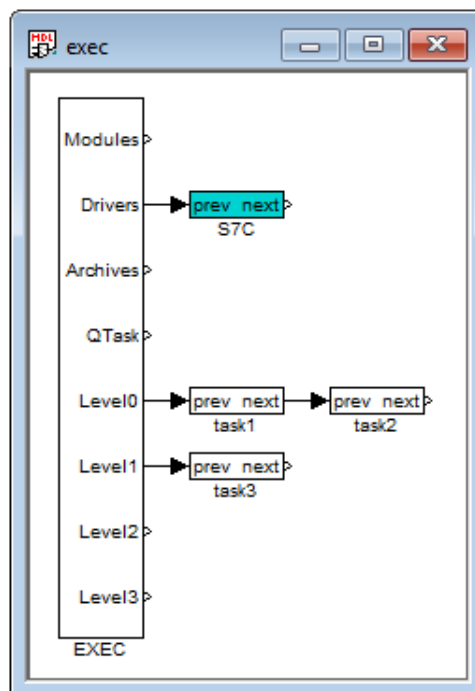 MDL
exec
Modules
Drivers prev next
S7C
Archives
QTask
Level0 prev next prev next
task1 task2
Level1 prev next
task3
Level2
Level3
EXEC